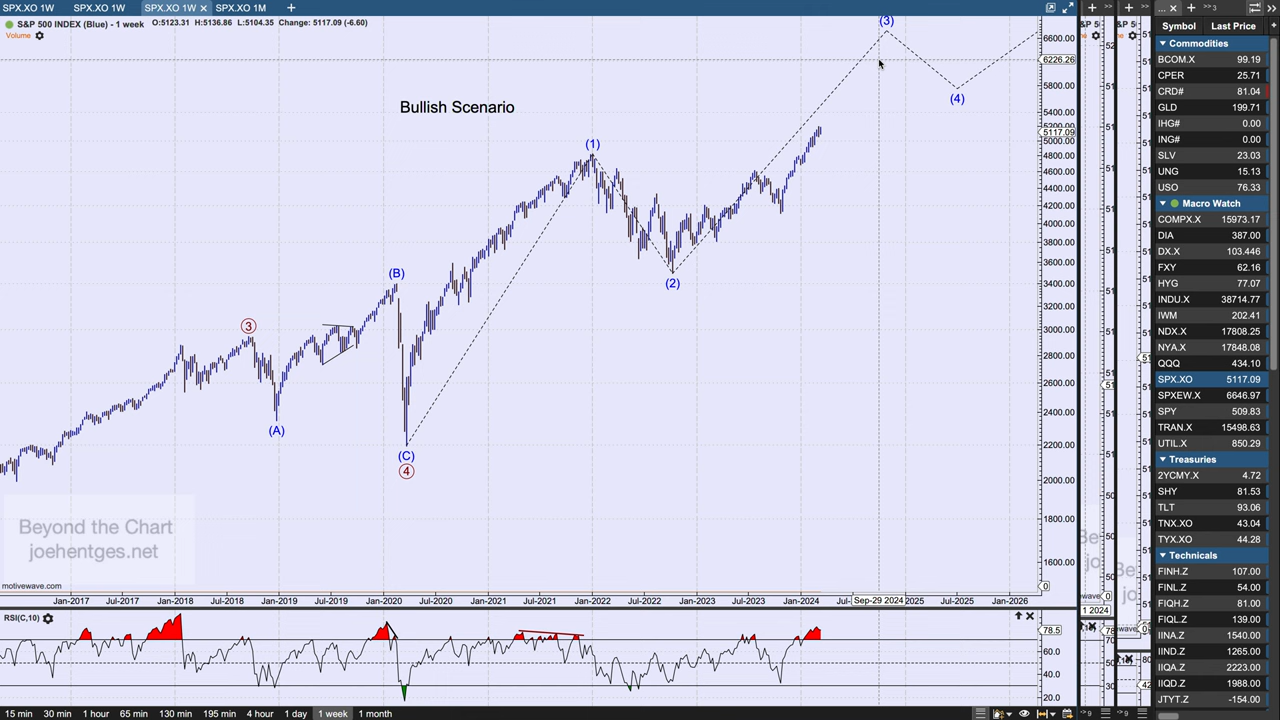 SPX.XO 1W SPX.XO 1W SPX.XO 1W × SPX.XO 1M +
S&P 500 INDEX (Blue) - 1 week O:5123.31 H:5136.86 L:5104.35 Change: 5117.09 (-6.60)
Volume
Bullish Scenario
(3)
(4)
(1)
(2)
(B)
3
(A)
(C)
4
6600.00
6226.26
5400.00
5117.09
5000.00
4800.00
4600.00
4400.00
4200.00
4000.00
3800.00
3600.00
3400.00
3200.00
3000.00
2800.00
2600.00
2400.00
2200.00
2000.00
1800.00
1600.00
0
Beyond the Chart
joehentges.net
motivewave.com
Jan-2017 Jul-2017 Jan-2018 Jul-2018 Jan-2019 Jul-2019 Jan-2020 Jul-2020 Jan-2021 Jul-2021 Jan-2022 Jul-2022 Jan-2023 Jul-2023 Jan-2024 Sep-29 2024 Jan-2025 Jul-2025 Jan-2026
RSI(C,10)
78.5
60.0
40.0
20.0
15 min 30 min 1 hour 65 min 130 min 195 min 4 hour 1 day 1 week 1 month
Symbol Last Price
Commodities
BCOM.X 99.19
CPER 25.71
CRD# 81.04
GLD 199.71
IHG# 0.00
ING# 0.00
SLV 23.03
UNG 15.13
USO 76.33
Macro Watch
COMPX.X 15973.17
DIA 387.00
DX.X 103.446
FXY 62.16
HYG 77.07
INDU.X 38714.77
IWM 202.41
NDX.X 17808.25
NYA.X 17848.08
QQQ 434.10
SPX.XO 5117.09
SPXEW.X 6646.97
SPY 509.83
TRAN.X 15498.63
UTIL.X 850.29
Treasuries
2YCMY.X 4.72
SHY 81.53
TLT 93.06
TNX.XO 43.04
TYX.XO 44.28
Technicals
FINH.Z 107.00
FINL.Z 54.00
FIQH.Z 81.00
FIQL.Z 139.00
IINA.Z 1540.00
IIND.Z 1265.00
IIQA.Z 2223.00
IIQD.Z 1988.00
JTYT.Z -154.00